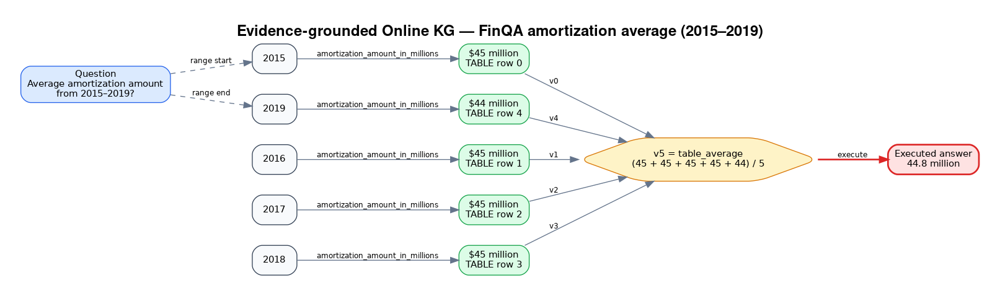 Evidence-grounded Online KG — FinQA amortization average (2015–2019)
Question
Average amortization amount
from 2015–2019?
range start
range end
2015
amortization_amount_in_millions
$45 million
TABLE row 0
v0
2019
amortization_amount_in_millions
$44 million
TABLE row 4
v4
2016
amortization_amount_in_millions
$45 million
TABLE row 1
v1
2017
amortization_amount_in_millions
$45 million
TABLE row 2
v2
2018
amortization_amount_in_millions
$45 million
TABLE row 3
v3
v5 = table_average
(45 + 45 + 45 + 45 + 44) / 5
execute
Executed answer
44.8 million